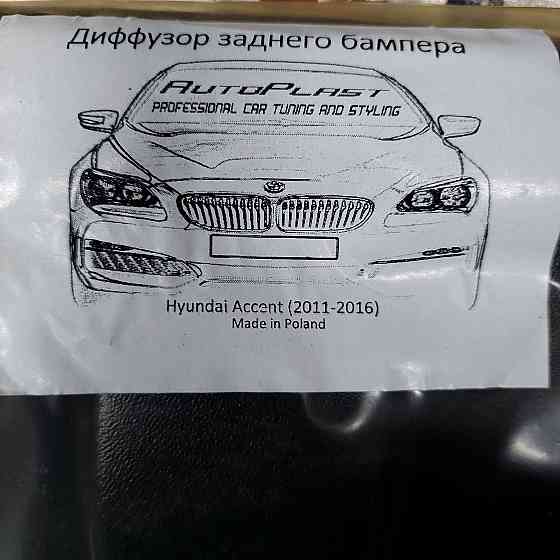 Диффузор заднего бампера
AUTOPLAST
PROFESSIONAL CAR TUNING AND STYLING
Hyundai Accent (2011-2016)
Made in Poland